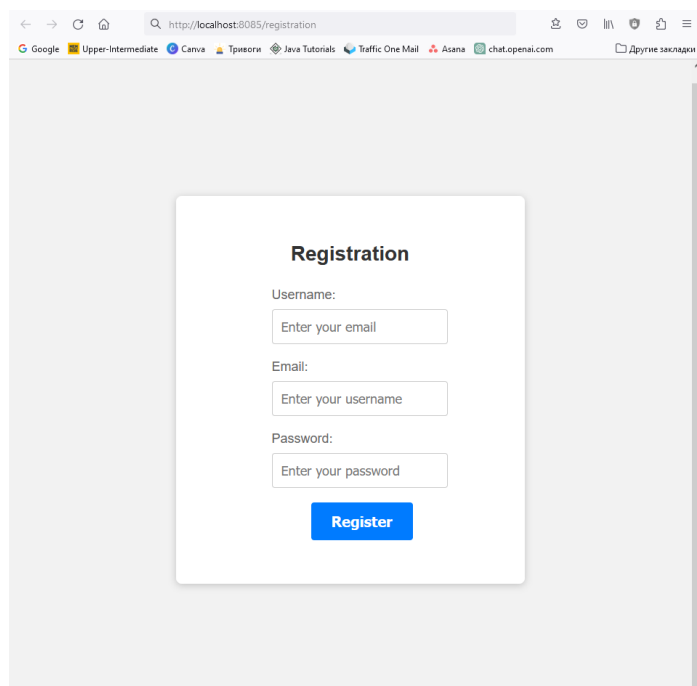 http://localhost:8085/registration
Google Upper-Intermediate Canva Тривоги Java Tutorials Traffic One Mail Asana chat.openai.com Другие закладки
Registration
Username:
Enter your email
Email:
Enter your username
Password:
Enter your password
Register